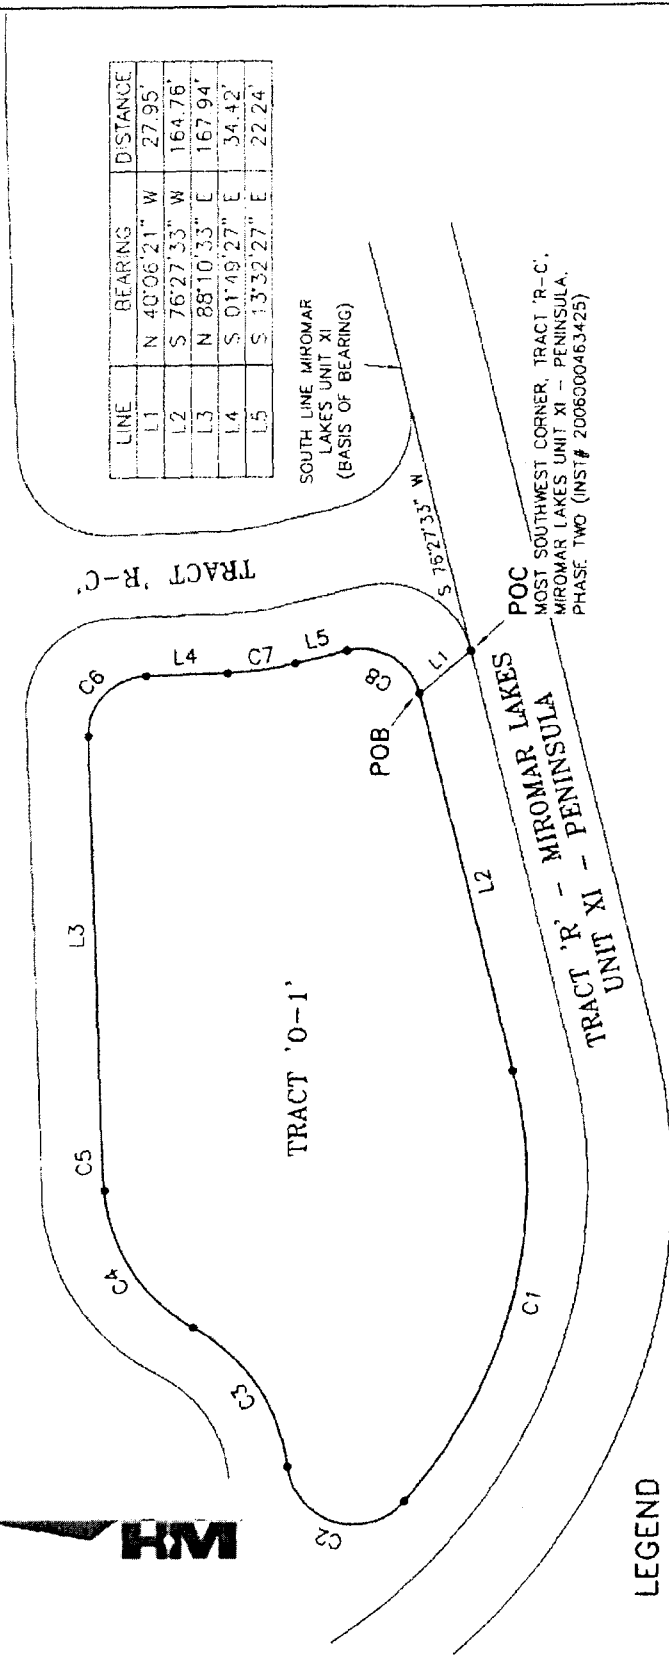 LINE BEARING DISTANCE
L1 N 40°06'21" W 27.95'
L2 S 76°27'33" W 164.76'
L3 N 88°10'33" E 167.94'
L4 S 01°49'27" E 34.42'
L5 S 13°32'27" E 22.24'
SOUTH LINE MIROMAR
LAKES UNIT XI
(BASIS OF BEARING)
TRACT 'R-C'
S 76°27'33" W
POC
MOST SOUTHWEST CORNER, TRACT 'R-C',
MIROMAR LAKES UNIT XI - PENINSULA,
PHASE TWO (INST# 2006000463425)
C6
L4
C7
L5
C8
L1
POB
L3
L2
TRACT 'O-1'
TRACT 'R' - MIROMAR LAKES
UNIT XI - PENINSULA
C5
C4
C3
C2
C1
HM
LEGEND